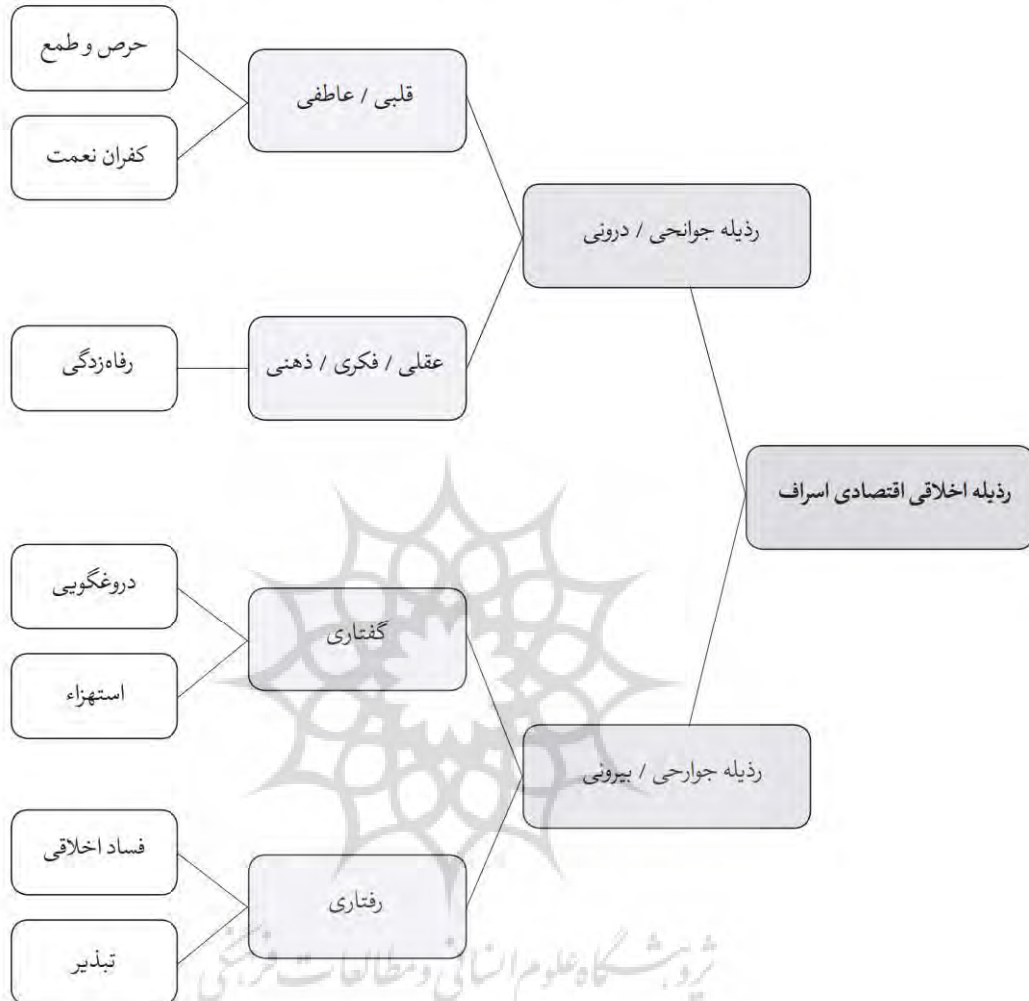 رذیله اخلاقی اقتصادی اسراف
رذیله جوانحی / درونی
قلبی / عاطفی
حرص و طمع
کفران نعمت
عقلی / فکری / ذهنی
رفاه‌زدگی
رذیله جوارحی / بیرونی
گفتاری
دروغگویی
استهزاء
رفتاری
فساد اخلاقی
تبذیر
پژوهشگاه علوم انسانی و مطالعات فرهنگی